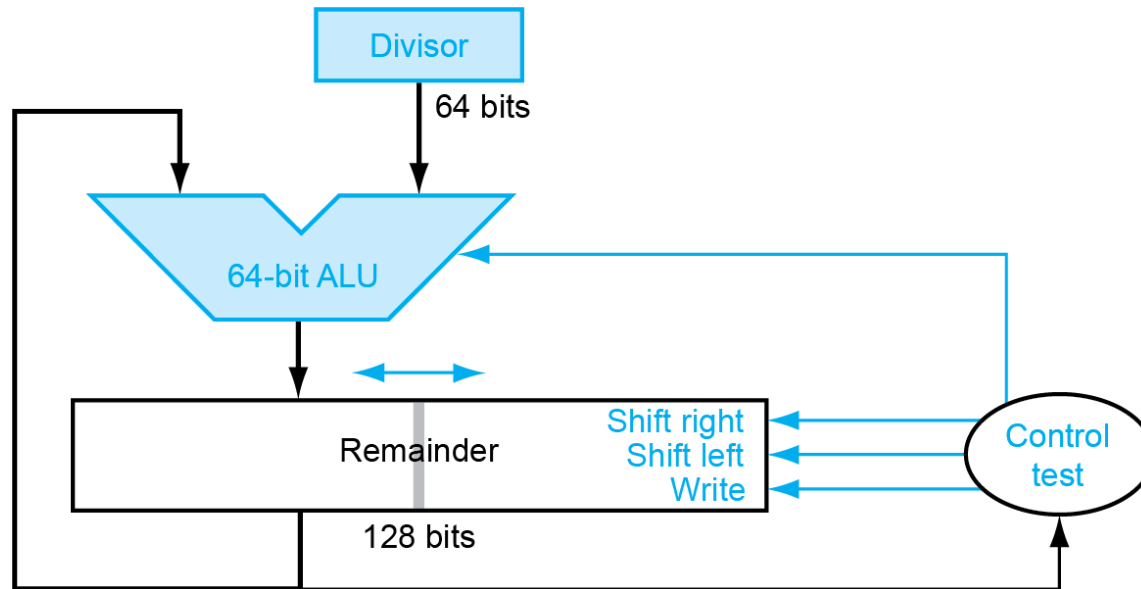 Divisor
64 bits
64-bit ALU
Remainder
Shift right
Shift left
Write
Control
test
128 bits